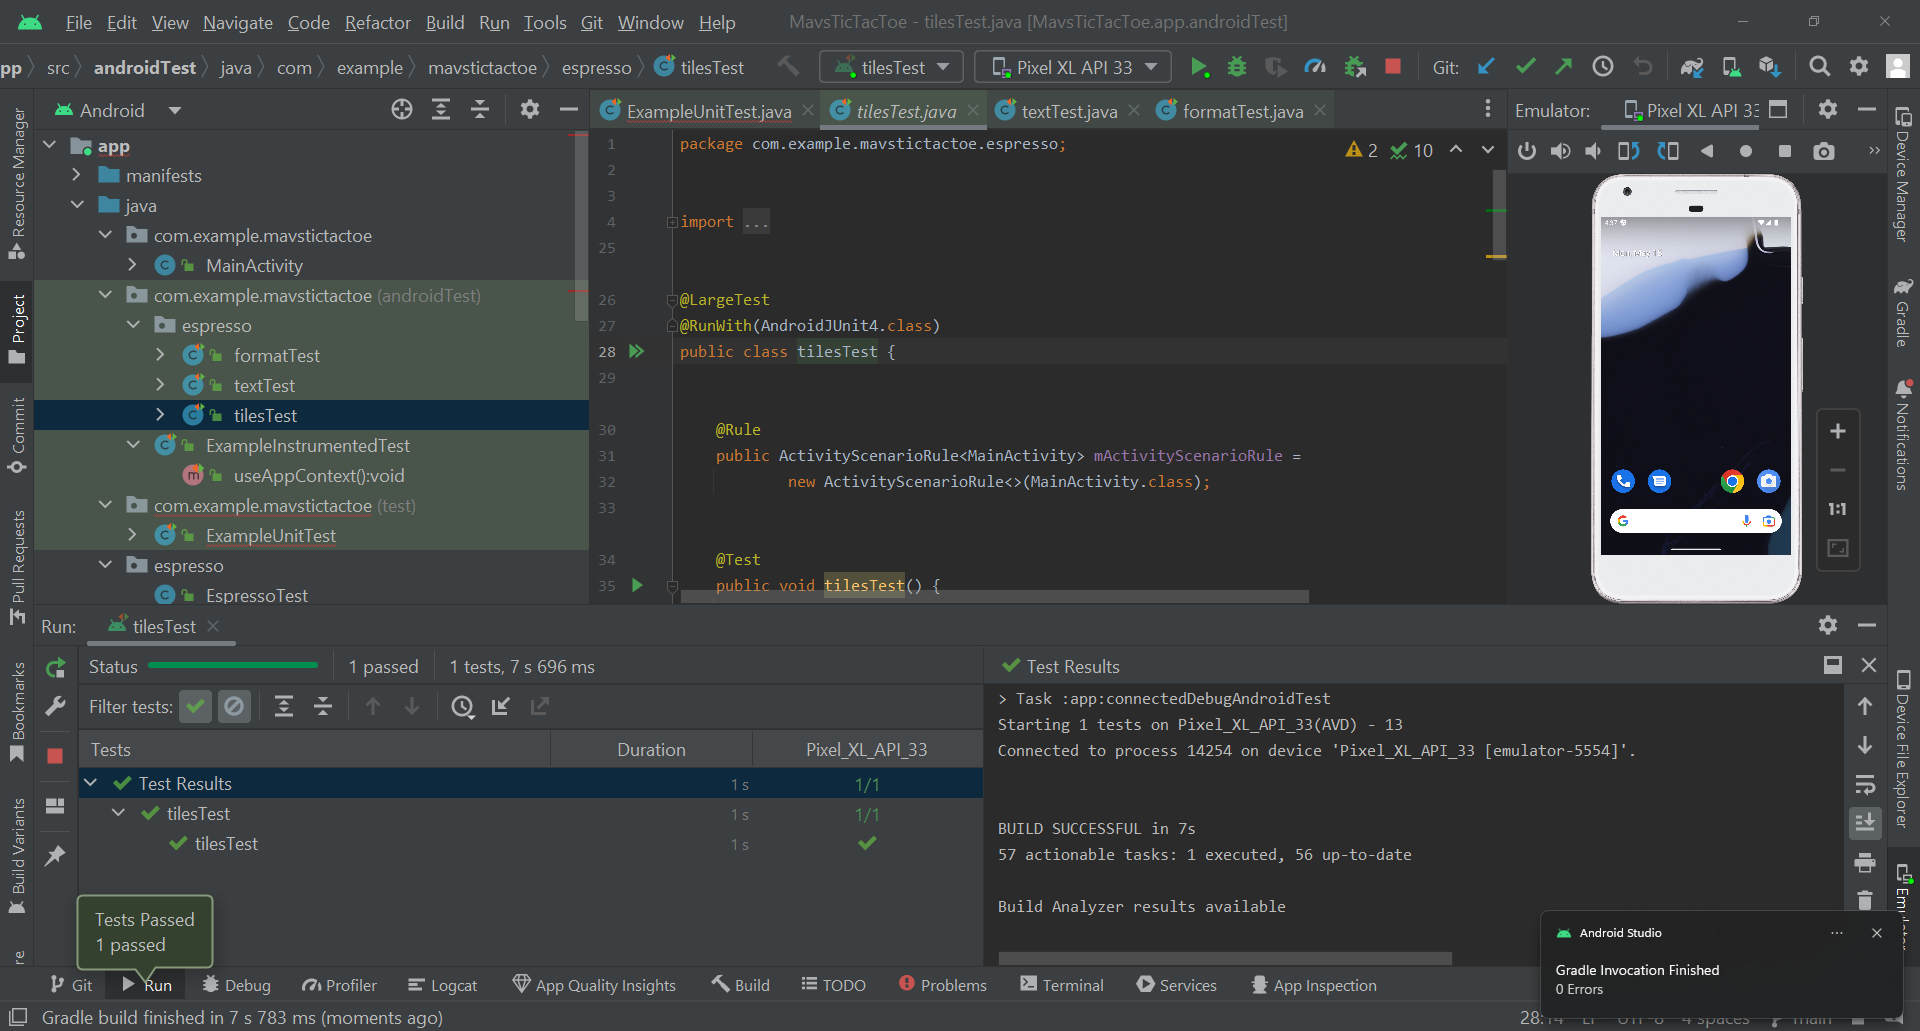 File Edit View Navigate Code Refactor Build Run Tools Git Window Help MavsTicTacToe - tilesTest.java [MavsTicTacToe.app.androidTest]
pp src androidTest java com example mavstictactoe espresso tilesTest tilesTest Pixel XL API 33 Git:
Android
ExampleUnitTest.java tilesTest.java textTest.java formatTest.java
Emulator: Pixel XL API 33
Resource Manager
Project
Commit
Pull Requests
Bookmarks
Build Variants
re
app
manifests
java
com.example.mavstictactoe
MainActivity
com.example.mavstictactoe (androidTest)
espresso
formatTest
textTest
tilesTest
ExampleInstrumentedTest
useAppContext():void
com.example.mavstictactoe (test)
ExampleUnitTest
espresso
EspressoTest
2 10
1 package com.example.mavstictactoe.espresso;
2
3
4 import ...
25
26 @LargeTest
27 @RunWith(AndroidJUnit4.class)
28 public class tilesTest {
29
30 @Rule
31 public ActivityScenarioRule<MainActivity> mActivityScenarioRule =
32 new ActivityScenarioRule<>(MainActivity.class);
33
34 @Test
35 public void tilesTest() {
4:37
1:1
Device Manager
Gradle
Notifications
Device File Explorer
Emulator
Run: tilesTest
Status 1 passed 1 tests, 7 s 696 ms
Filter tests:
Tests Duration Pixel_XL_API_33
Test Results 1 s 1/1
tilesTest 1 s 1/1
tilesTest 1 s
Test Results
> Task :app:connectedDebugAndroidTest
Starting 1 tests on Pixel_XL_API_33(AVD) - 13
Connected to process 14254 on device 'Pixel_XL_API_33 [emulator-5554]'.
BUILD SUCCESSFUL in 7s
57 actionable tasks: 1 executed, 56 up-to-date
Build Analyzer results available
Tests Passed
1 passed
Android Studio
Gradle Invocation Finished
0 Errors
Git Run Debug Profiler Logcat App Quality Insights Build TODO Problems Terminal Services App Inspection
Gradle build finished in 7 s 783 ms (moments ago) 28:14 LF UTF-8 4 spaces main